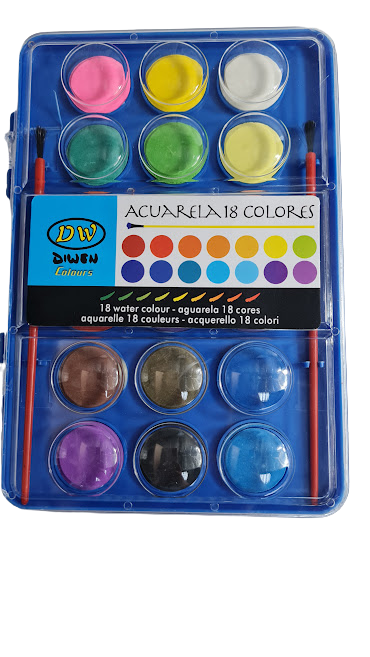 DW
DIWEN
Colours
ACUARELA 18 COLORES
18 water colour - aguarela 18 cores
aquarelle 18 couleurs - acquerello 18 colori